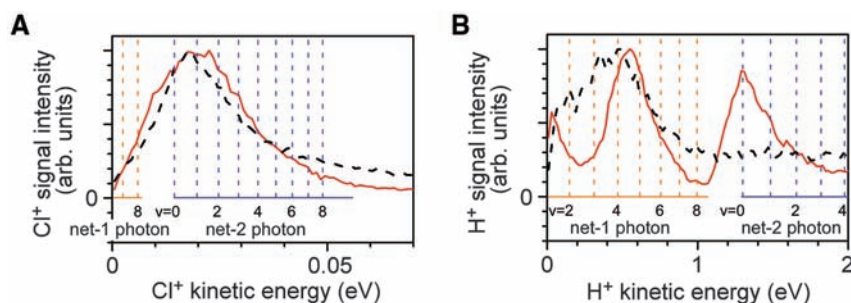 A
Cl⁺ signal intensity
(arb. units)
0
8 v=0 2 4 6 8
net-1 photon net-2 photon
0 0.05
Cl⁺ kinetic energy (eV)
B
H⁺ signal intensity
(arb. units)
0
v=2 4 6 8 v=0 2 4
net-1 photon net-2 photon
0 1 2
H⁺ kinetic energy (eV)